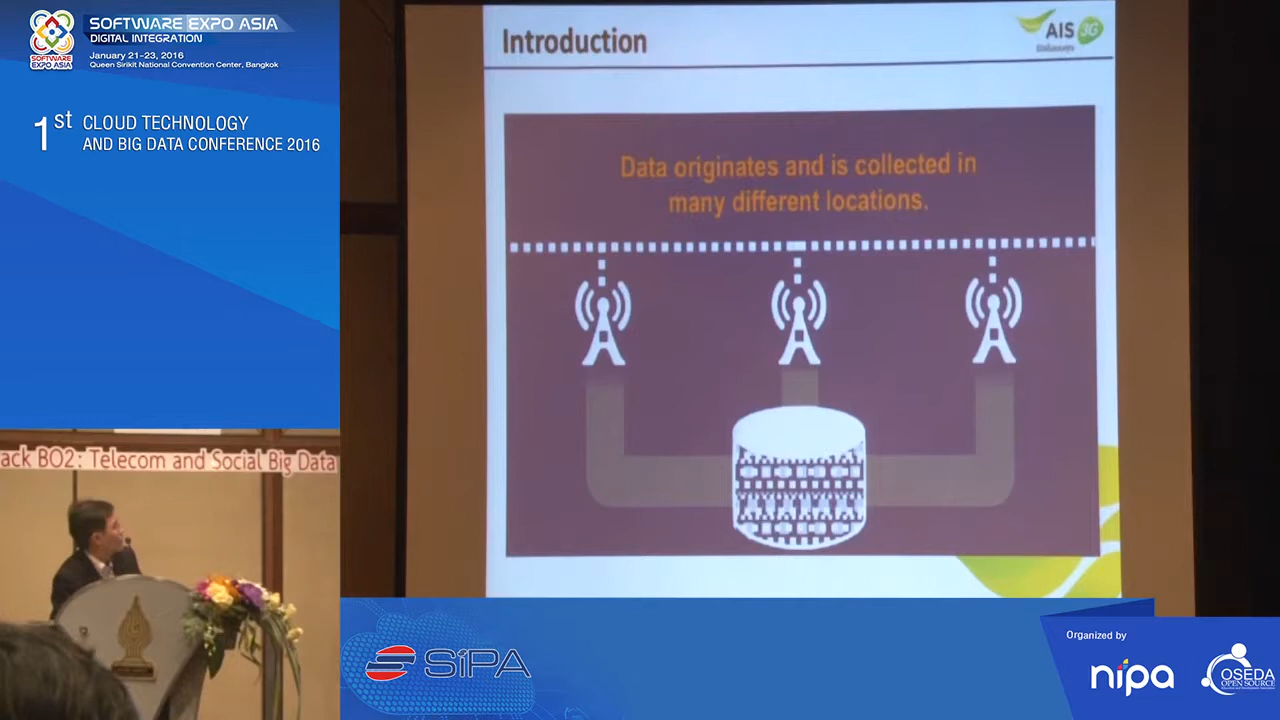 SOFTWARE EXPO ASIA
DIGITAL INTEGRATION
January 21-23, 2016
Queen Sirikit National Convention Center, Bangkok
SOFTWARE
EXPO ASIA
1st CLOUD TECHNOLOGY
AND BIG DATA CONFERENCE 2016
Introduction
AIS 3G
Data originates and is collected in
many different locations.
ack BO2: Telecom and Social Big Data
SiPA
Organized by
nipa
OSEDA
OPEN SOURCE